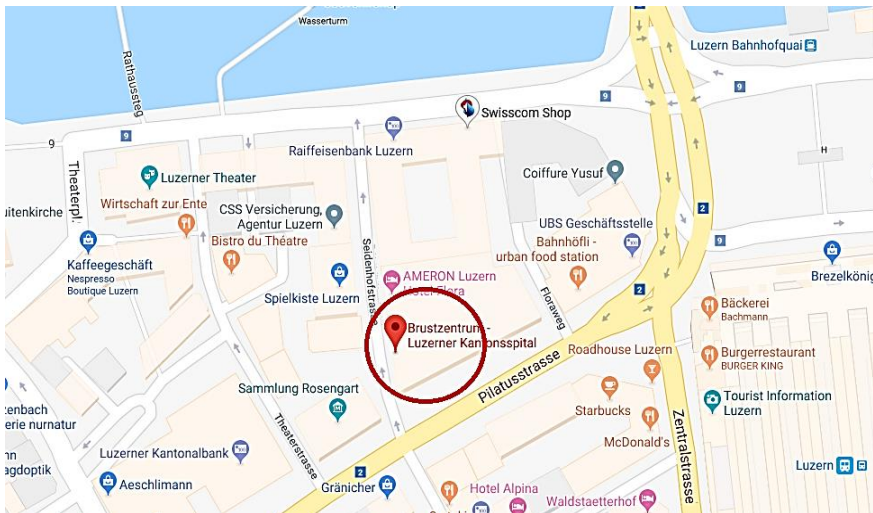 Wasserturm
Rathaussteg
Luzern Bahnhofquai
9
9
Swisscom Shop
9
9
Raiffeisenbank Luzern
H
Theaterpl.
Luzerner Theater
Coiffure Yusuf
Wirtschaft zur Ente
CSS Versicherung,
Agentur Luzern
2
UBS Geschäftsstelle
9
Bistro du Théatre
Seidenhofstrasse
Bahnhöfli -
urban food station
Kaffeegeschäft
Nespresso
Boutique Luzern
AMERON Luzern
Hotel Flora
Brezelkönig
Spielkiste Luzern
2
Floraweg
Bäckerei
Bachmann
Brustzentrum -
Luzerner Kantonsspital
Roadhouse Luzern
Burgerrestaurant
BURGER KING
Pilatusstrasse
Sammlung Rosengart
Starbucks
Tourist Information
Luzern
Theaterstrasse
McDonald's
Zentralstrasse
Luzerner Kantonalbank
2
Luzern
Aeschlimann
Gränicher
Hotel Alpina
Waldstaetterhof